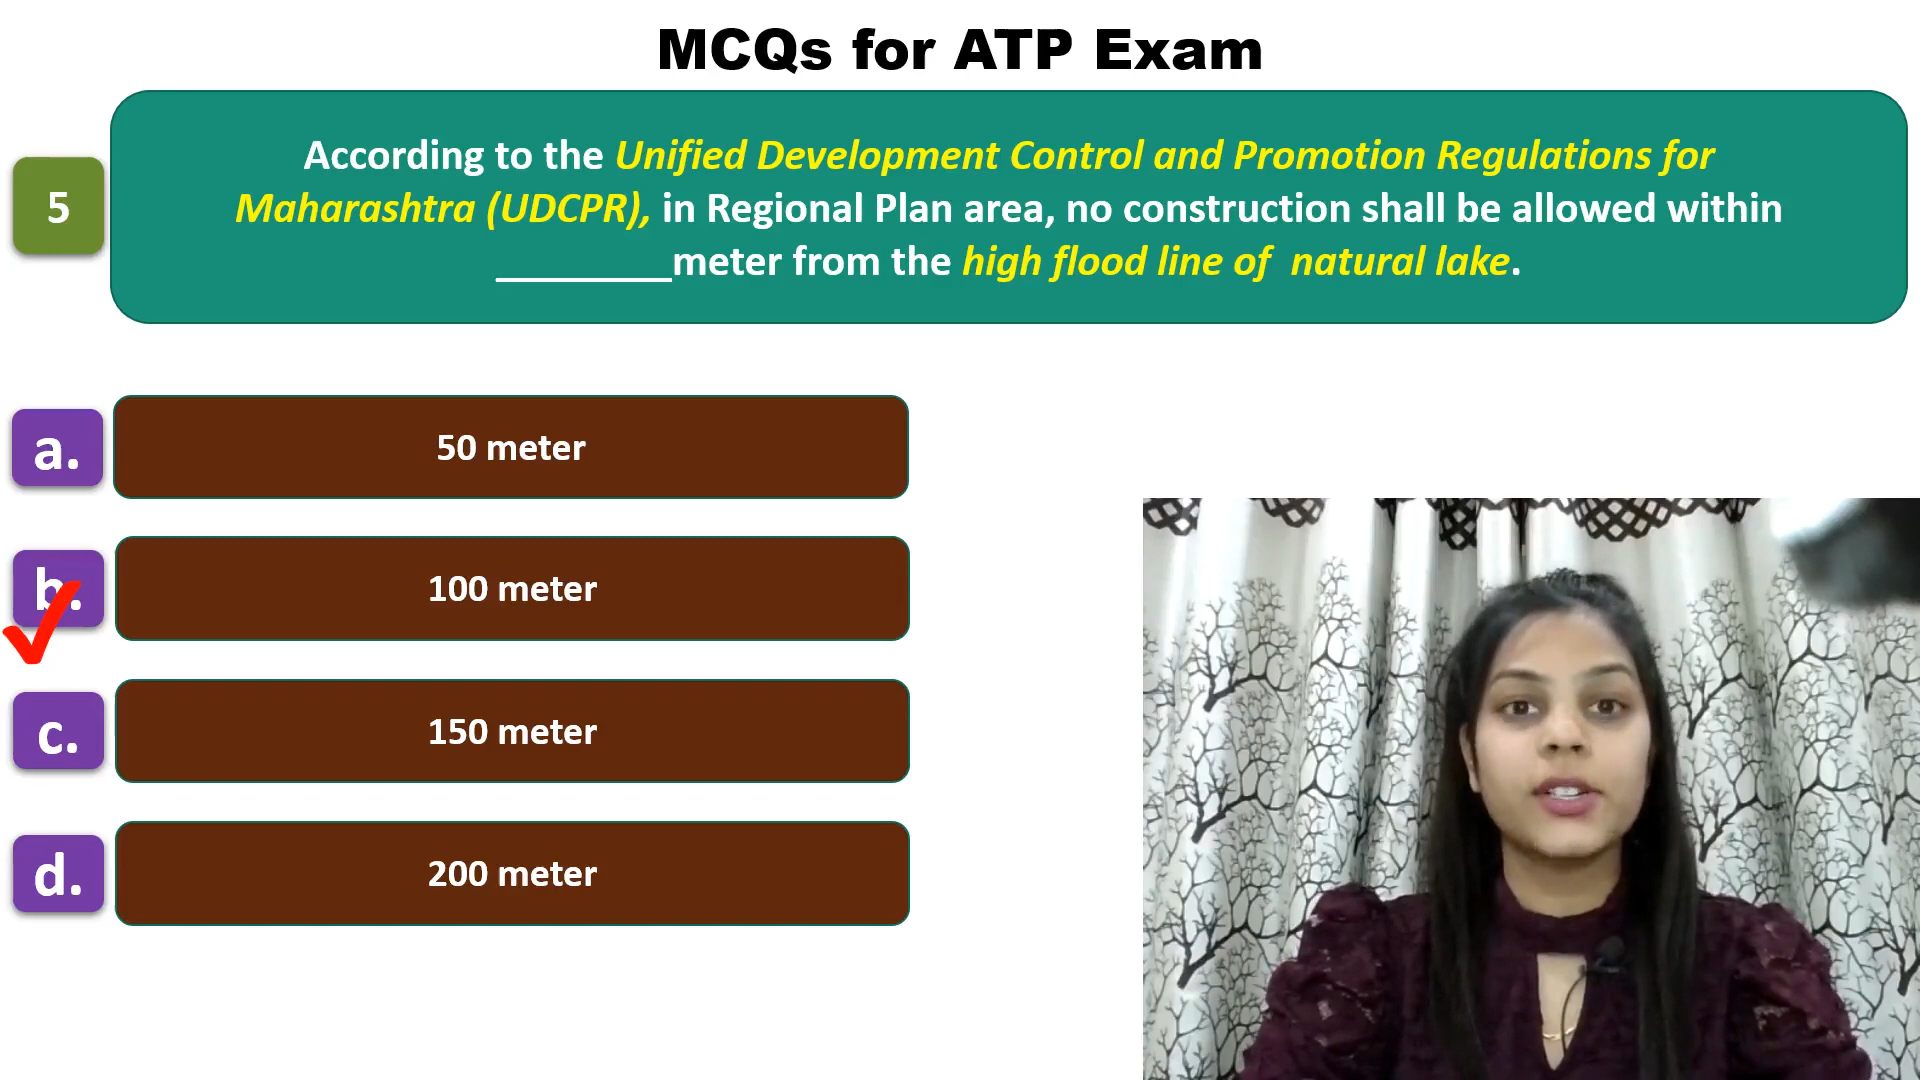 MCQs for ATP Exam
5
According to the Unified Development Control and Promotion Regulations for
Maharashtra (UDCPR), in Regional Plan area, no construction shall be allowed within
________meter from the high flood line of  natural lake.
a.
50 meter
b.
100 meter
c.
150 meter
d.
200 meter